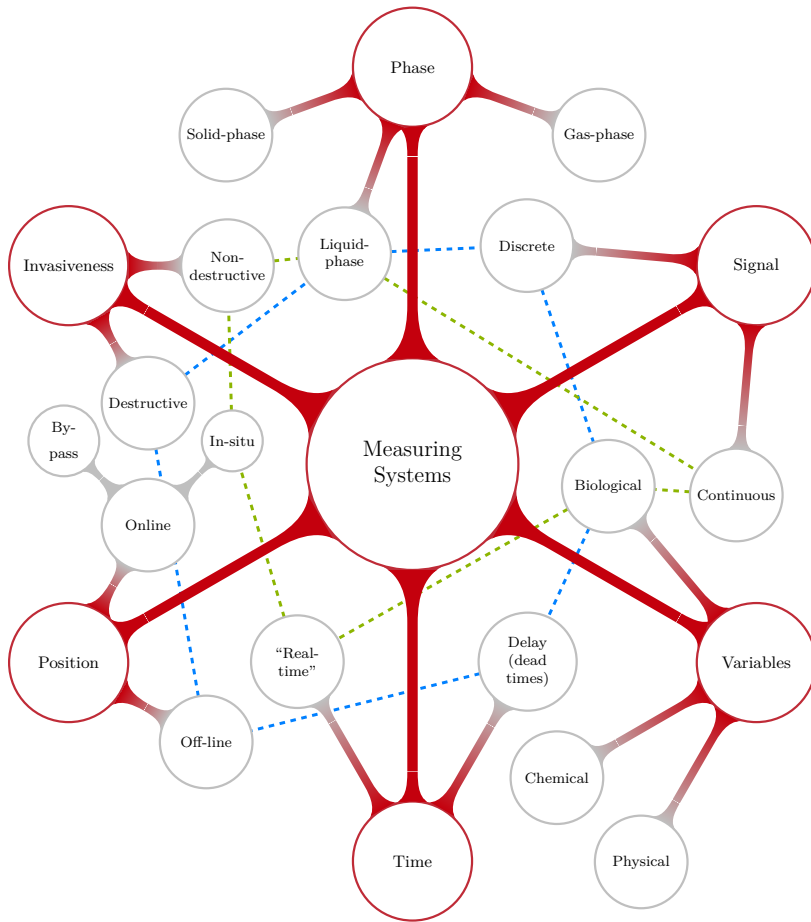 Phase
Solid-phase
Gas-phase
Invasiveness
Non-
destructive
Liquid-
phase
Discrete
Signal
Destructive
By-
pass
In-situ
Measuring
Systems
Biological
Continuous
Online
Position
“Real-
time”
Delay
(dead
times)
Variables
Off-line
Chemical
Time
Physical